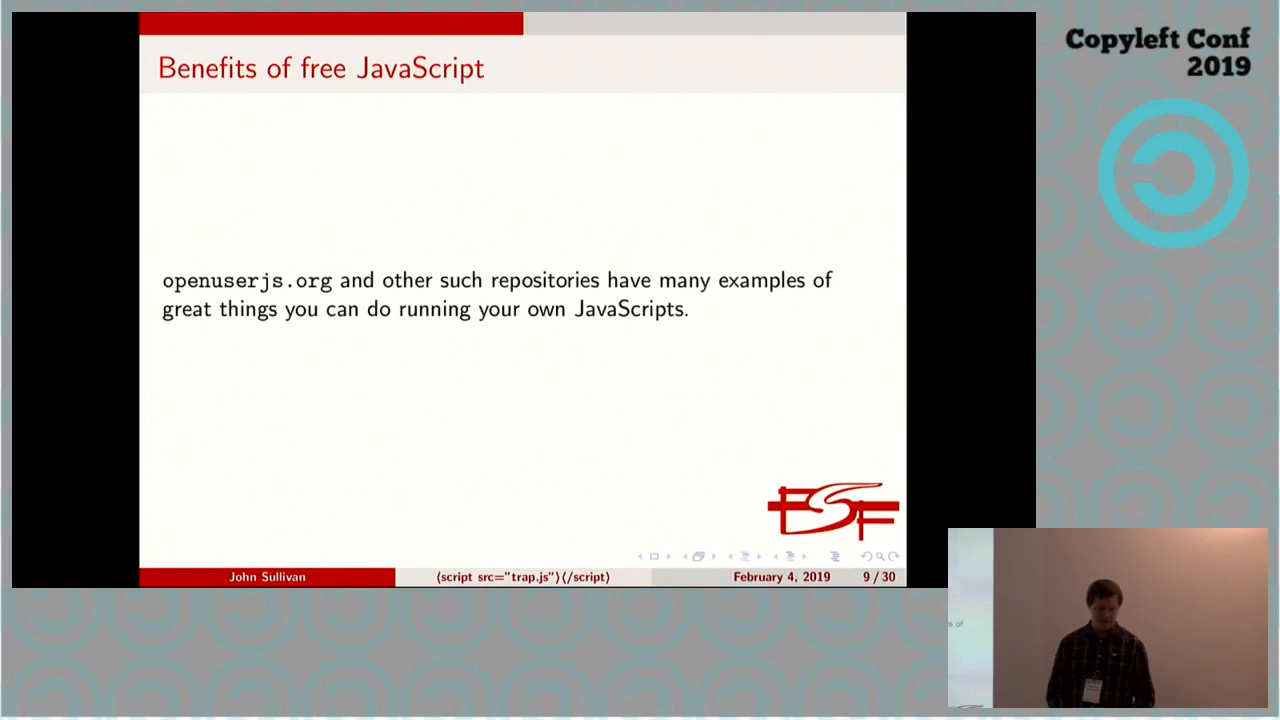 Copyleft Conf
2019
Benefits of free JavaScript
openuserjs.org and other such repositories have many examples of
great things you can do running your own JavaScripts.
FSF
John Sullivan
⟨script src="trap.js"⟩⟨/script⟩
February 4, 2019
9 / 30
s of